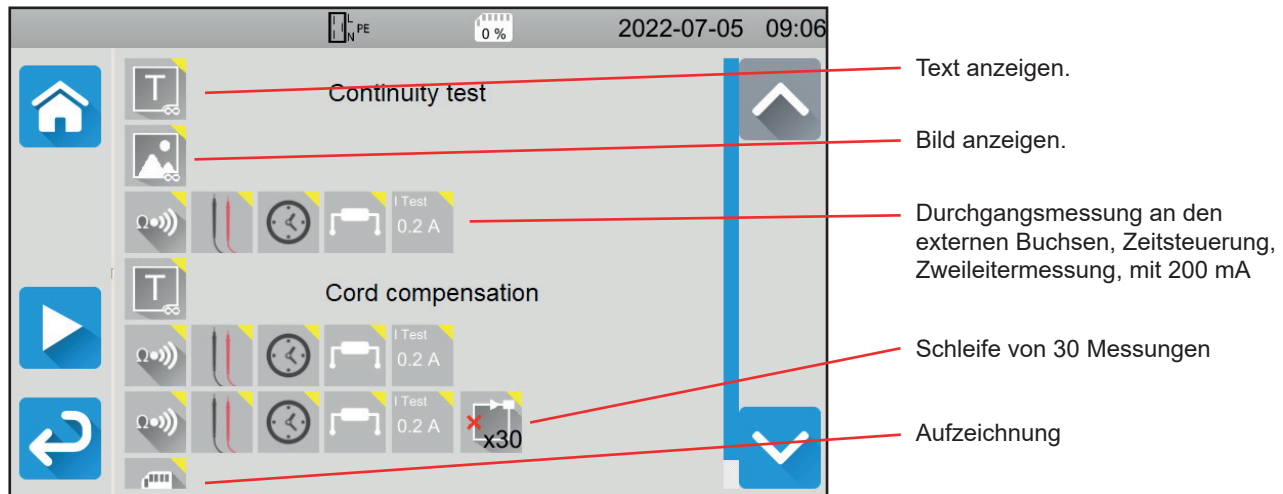 L
N PE
0 %
2022-07-05 09:06
T
Continuity test
Text anzeigen.
Bild anzeigen.
Ω
I Test
0.2 A
Durchgangsmessung an den
externen Buchsen, Zeitsteuerung,
Zweileitermessung, mit 200 mA
T
Cord compensation
Ω
I Test
0.2 A
Schleife von 30 Messungen
Ω
I Test
0.2 A
x30
Aufzeichnung